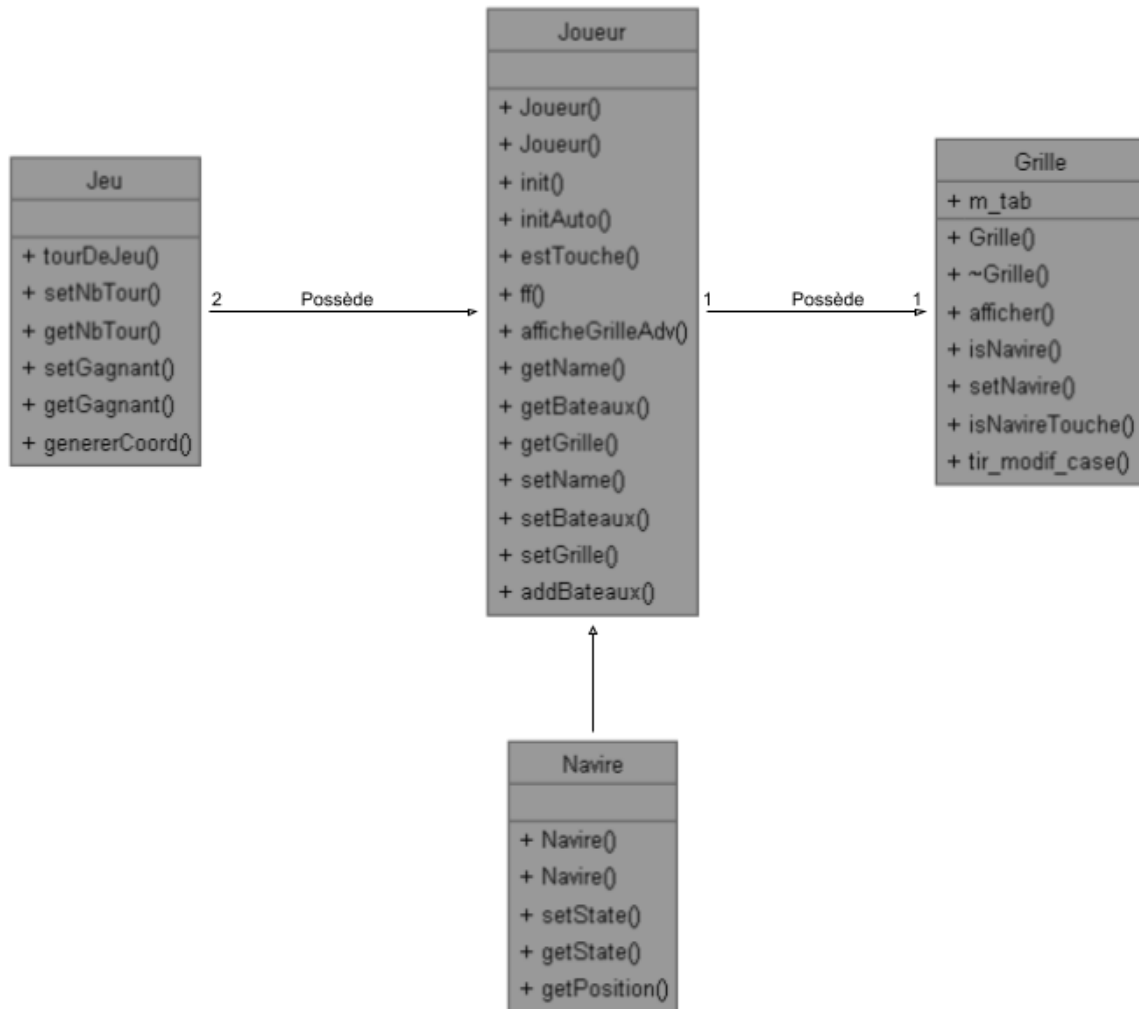 Jeu
+ tourDeJeu()
+ setNbTour()
+ getNbTour()
+ setGagnant()
+ getGagnant()
+ genererCoord()
2
Possède
Joueur
+ Joueur()
+ Joueur()
+ init()
+ initAuto()
+ estTouche()
+ ff()
+ afficheGrilleAdv()
+ getName()
+ getBateaux()
+ getGrille()
+ setName()
+ setBateaux()
+ setGrille()
+ addBateaux()
1
Possède
1
Grille
+ m_tab
+ Grille()
+ ~Grille()
+ afficher()
+ isNavire()
+ setNavire()
+ isNavireTouche()
+ tir_modif_case()
Navire
+ Navire()
+ Navire()
+ setState()
+ getState()
+ getPosition()